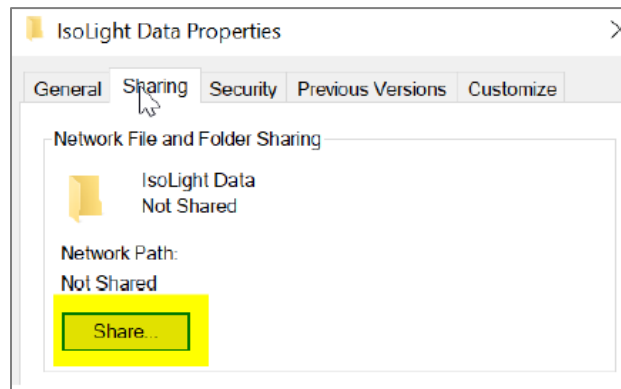 IsoLight Data Properties
General Sharing Security Previous Versions Customize
Network File and Folder Sharing
IsoLight Data
Not Shared
Network Path:
Not Shared
Share...